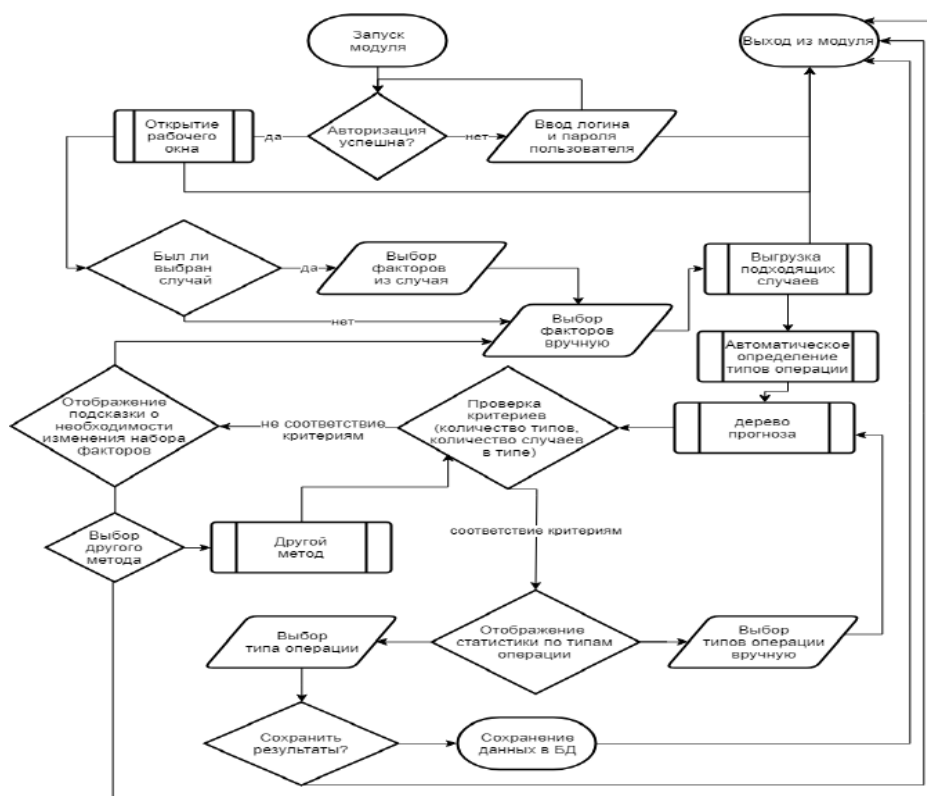 Запуск
модуля
Выход из модуля
Открытие
рабочего
окна
да
Авторизация
успешна?
нет
Ввод логина
и пароля
пользователя
Был ли
выбран
случай
да
Выбор
факторов
из случая
нет
Выбор
факторов
вручную
Выгрузка
подходящих
случаев
Автоматическое
определение
типов операции
дерево
прогноза
Проверка
критериев
(количество типов,
количество случаев
в типе)
не соответствие
критериям
Отображение
подсказки о
необходимости
изменения набора
факторов
Выбор
другого
метода
Другой
метод
соответствие критериям
Отображение
статистики по типам
операции
Выбор
типа операции
Выбор
типов операции
вручную
Сохранить
результаты?
Сохранение
данных в БД